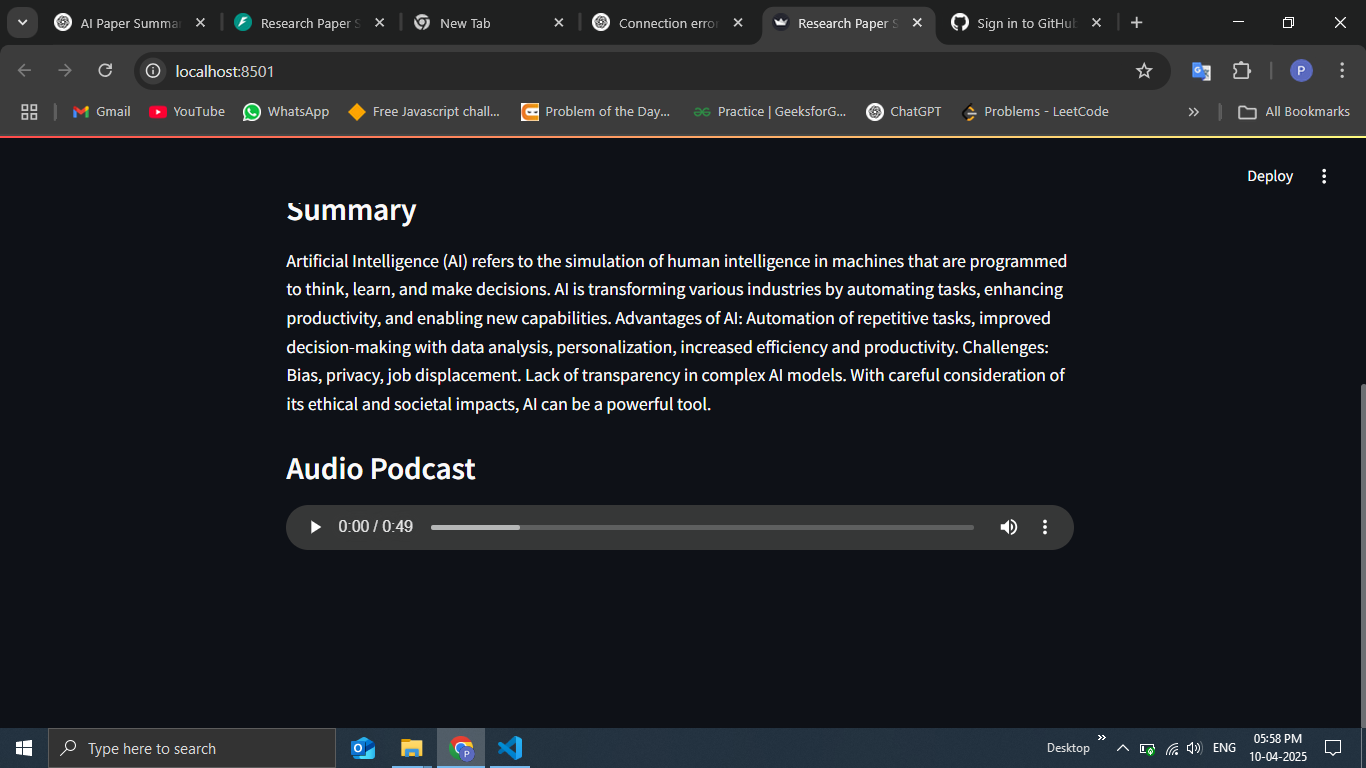 AI Paper Summa
Research Paper S
New Tab
Connection error
Research Paper S
Sign in to GitHub
localhost:8501
P
Gmail
YouTube
WhatsApp
Free Javascript chall...
Problem of the Day...
Practice | GeeksforG...
ChatGPT
Problems - LeetCode
»
All Bookmarks
Deploy
Summary
Artificial Intelligence (AI) refers to the simulation of human intelligence in machines that are programmed
to think, learn, and make decisions. AI is transforming various industries by automating tasks, enhancing
productivity, and enabling new capabilities. Advantages of AI: Automation of repetitive tasks, improved
decision-making with data analysis, personalization, increased efficiency and productivity. Challenges:
Bias, privacy, job displacement. Lack of transparency in complex AI models. With careful consideration of
its ethical and societal impacts, AI can be a powerful tool.
Audio Podcast
0:00 / 0:49
Type here to search
Desktop
»
ENG
05:58 PM
10-04-2025